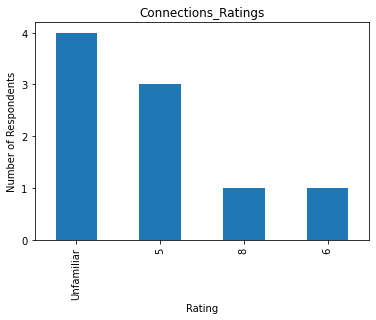 Connections_Ratings
Number of Respondents
4
3
2
1
0
Unfamiliar
5
8
6
Rating